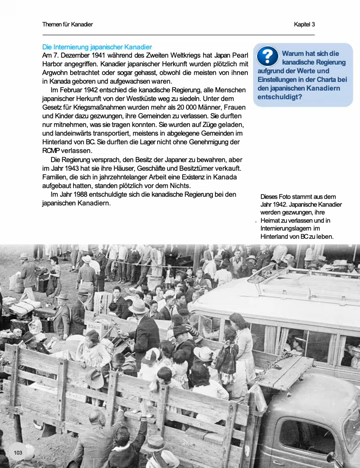 Themen für Kanadier
Kapitel 3
Die Internierung japanischer Kanadier
Am 7. Dezember 1941 während des Zweiten Weltkriegs hat Japan Pearl
Harbor angegriffen. Kanadier japanischer Herkunft wurden plötzlich mit
Argwohn betrachtet oder sogar gehasst, obwohl die meisten von ihnen
in Kanada geboren und aufgewachsen waren.
Im Februar 1942 entschied die kanadische Regierung, alle Menschen
japanischer Herkunft von der Westküste weg zu siedeln. Unter dem
Gesetz für Kriegsmaßnahmen wurden mehr als 20 000 Männer, Frauen
und Kinder dazu gezwungen, ihre Gemeinden zu verlassen. Sie durften
nur mitnehmen, was sie tragen konnten. Sie wurden auf Züge geladen,
und landeinwärts transportiert, meistens in abgelegene Gemeinden im
Hinterland von BC. Sie durften die Lager nicht ohne Genehmigung der
RCMP verlassen.
Die Regierung versprach, den Besitz der Japaner zu bewahren, aber
im Jahr 1943 sat sie ihre Häuser, Geschäfte und Besitztümer verkauft.
Familien, die sich in jahrzehntelanger Arbeit eine Existenz in Kanada
aufgebaut hatten, standen plötzlich vor dem Nichts.
Im Jahr 1988 entschuldigte sich die kanadische Regierung bei den
japanischen Kanadiern.
?
Warum hat sich die
kanadische Regierung
aufgrund der Werte und
Einstellungen in der Charta bei
den japanischen Kanadiern
entschuldigt?
Dieses Foto stammt aus dem
Jahr 1942. Japanische Kanadier
werden gezwungen, ihre
Heimat zu verlassen und in
Internierungslagern im
Hinterland von BC zu leben.
103